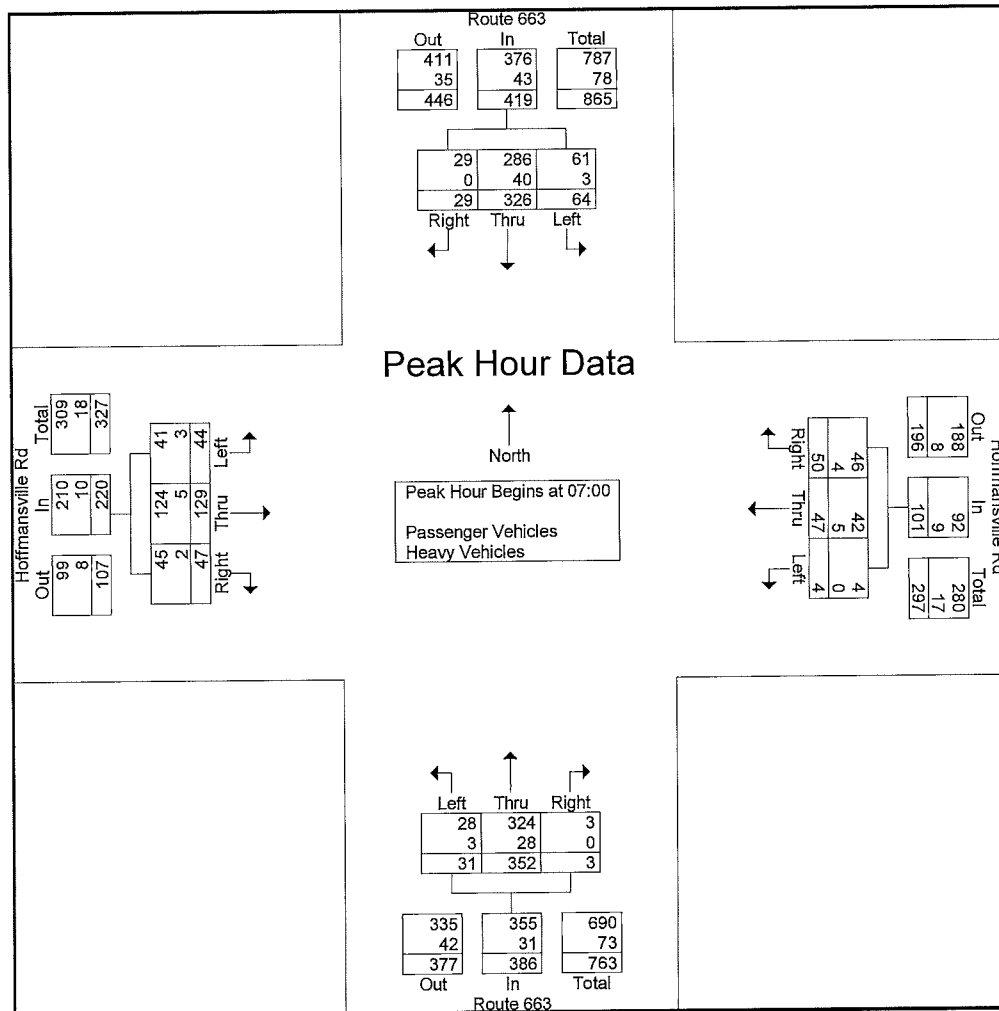 Route 663
Out In Total
411 376 787
35 43 78
446 419 865
29 286 61
0 40 3
29 326 64
Right Thru Left
Peak Hour Data
North
Peak Hour Begins at 07:00
Passenger Vehicles
Heavy Vehicles
Hoffmansville Rd
Out In Total
99 210 309
8 10 18
107 220 327
Right Thru Left
45 124 41
2 5 3
47 129 44
Hoffmansville Rd
Out In Total
188 92 280
8 9 17
196 101 297
46 42 4
4 5 0
50 47 4
Right Thru Left
Left Thru Right
28 324 3
3 28 0
31 352 3
335 355 690
42 31 73
377 386 763
Out In Total
Route 663